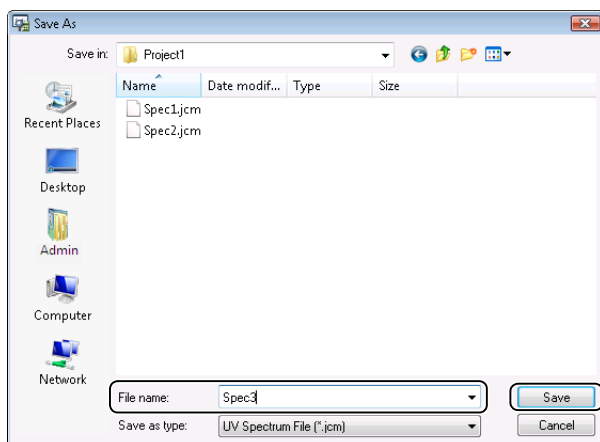 Save As
Save in: Project1
Name Date modif... Type Size
Spec1.jcm
Spec2.jcm
Recent Places
Desktop
Admin
Computer
Network
File name: Spec3 Save
Save as type: UV Spectrum File (*.jcm) Cancel